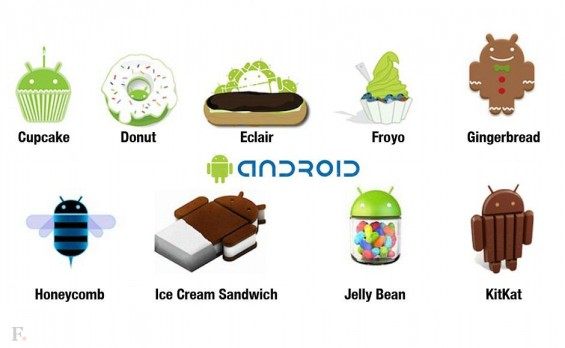 Cupcake
Donut
Eclair
Froyo
Gingerbread
ANDROID
Honeycomb
Ice Cream Sandwich
Jelly Bean
KitKat
F.